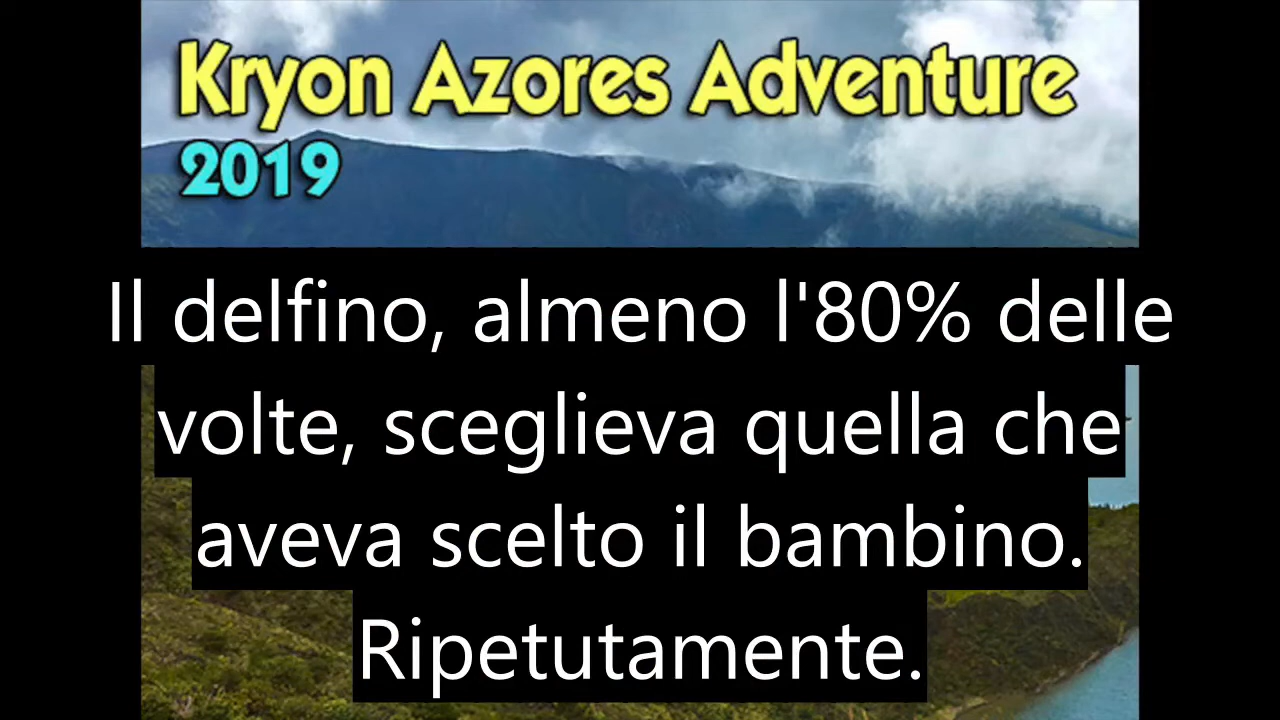 Kryon Azores Adventure
2019
Il delfino, almeno l'80% delle
volte, sceglieva quella che
aveva scelto il bambino.
Ripetutamente.